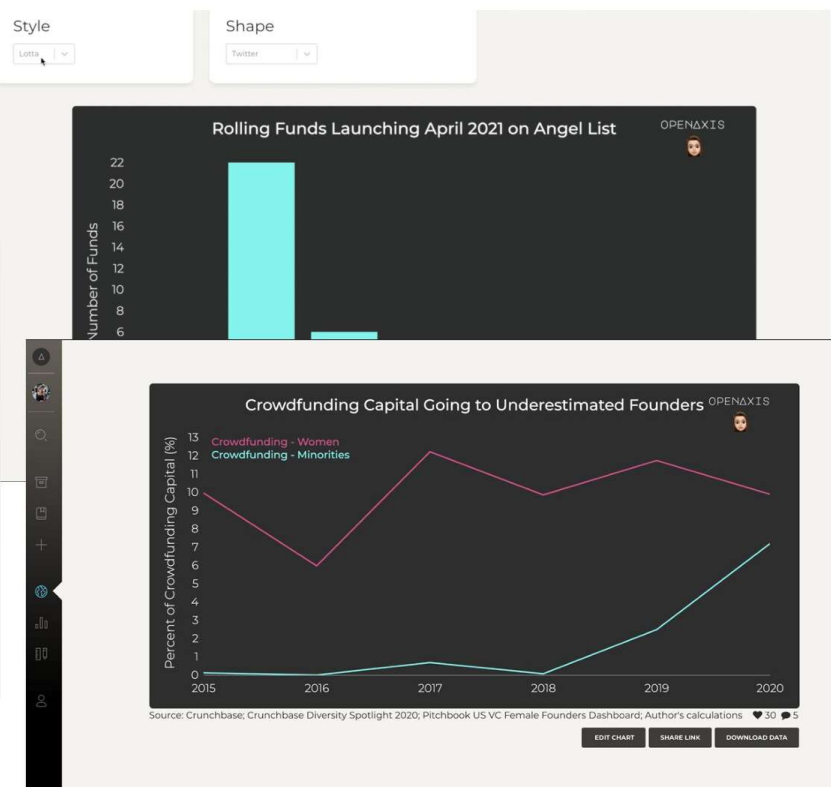 Style
Shape
Lotta
Twitter
Rolling Funds Launching April 2021 on Angel List
OPENΔXIS
Number of Funds
22
20
18
16
14
12
10
8
6
Crowdfunding Capital Going to Underestimated Founders
OPENΔXIS
Percent of Crowdfunding Capital (%)
13
12
11
10
9
8
7
6
5
4
3
2
1
0
Crowdfunding - Women
Crowdfunding - Minorities
2015 2016 2017 2018 2019 2020
Source: Crunchbase; Crunchbase Diversity Spotlight 2020; Pitchbook US VC Female Founders Dashboard; Author's calculations 30 5
EDIT CHART SHARE LINK DOWNLOAD DATA